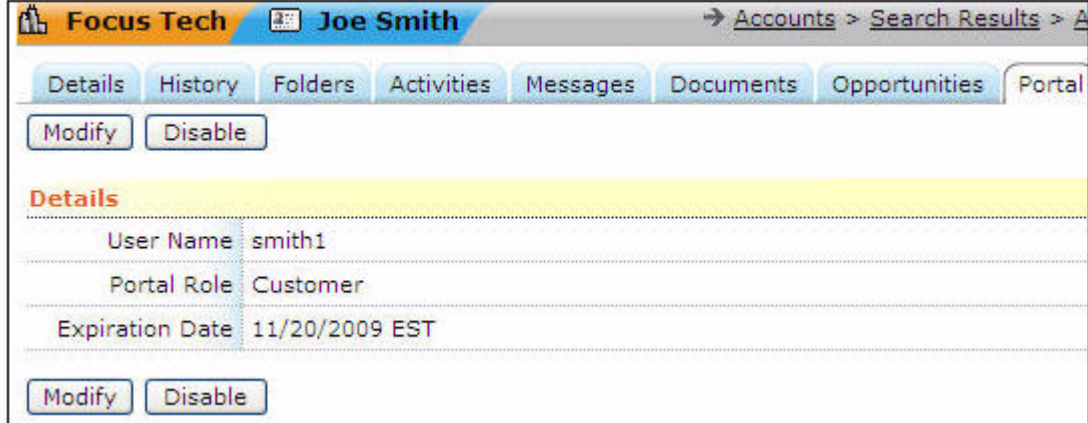 Focus Tech Joe Smith → Accounts > Search Results > A
Details History Folders Activities Messages Documents Opportunities Portal
Modify Disable
Details
User Name smith1
Portal Role Customer
Expiration Date 11/20/2009 EST
Modify Disable